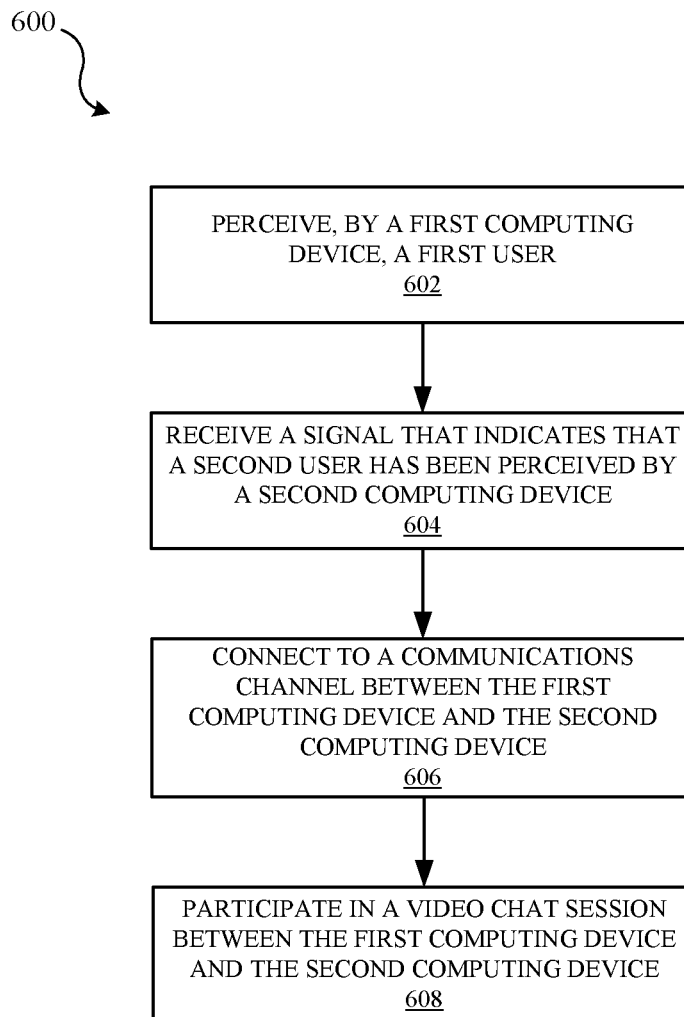 600
PERCEIVE, BY A FIRST COMPUTING
DEVICE, A FIRST USER
602
RECEIVE A SIGNAL THAT INDICATES THAT
A SECOND USER HAS BEEN PERCEIVED BY
A SECOND COMPUTING DEVICE
604
CONNECT TO A COMMUNICATIONS
CHANNEL BETWEEN THE FIRST
COMPUTING DEVICE AND THE SECOND
COMPUTING DEVICE
606
PARTICIPATE IN A VIDEO CHAT SESSION
BETWEEN THE FIRST COMPUTING DEVICE
AND THE SECOND COMPUTING DEVICE
608